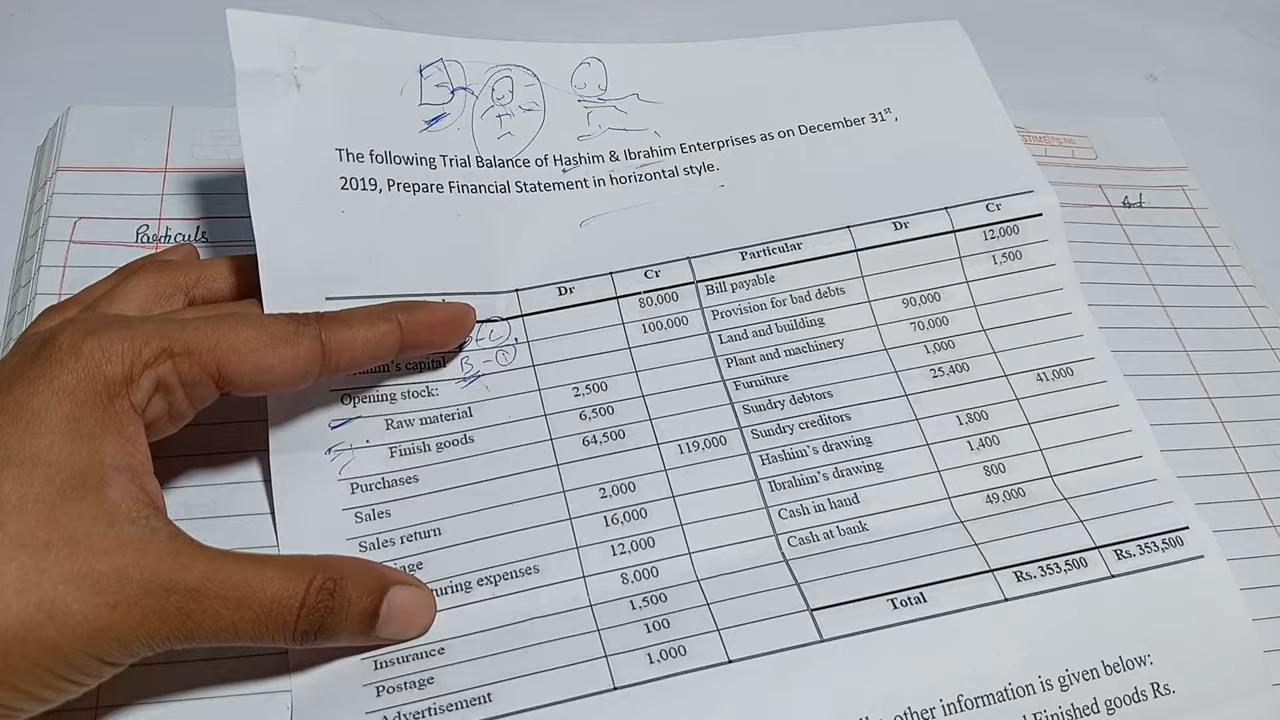 The following Trial Balance of Hashim & Ibrahim Enterprises as on December 31st,
2019, Prepare Financial Statement in horizontal style.
Particuls
Dr Cr Particular Dr Cr
80,000 Bill payable 12,000
100,000 Provision for bad debts 1,500
capital Land and building 90,000
Opening stock: Plant and machinery 70,000
Raw material 2,500 Furniture 1,000
Finish goods 6,500 Sundry debtors 25,400
Purchases 64,500 Sundry creditors 41,000
Sales 119,000 Hashim's drawing 1,800
Sales return 2,000 Ibrahim's drawing 1,400
16,000 Cash in hand 800
expenses 12,000 Cash at bank 49,000
8,000
Insurance 1,500 Total Rs. 353,500 Rs. 353,500
Postage 100
Advertisement 1,000
other information is given below:
Finished goods Rs.